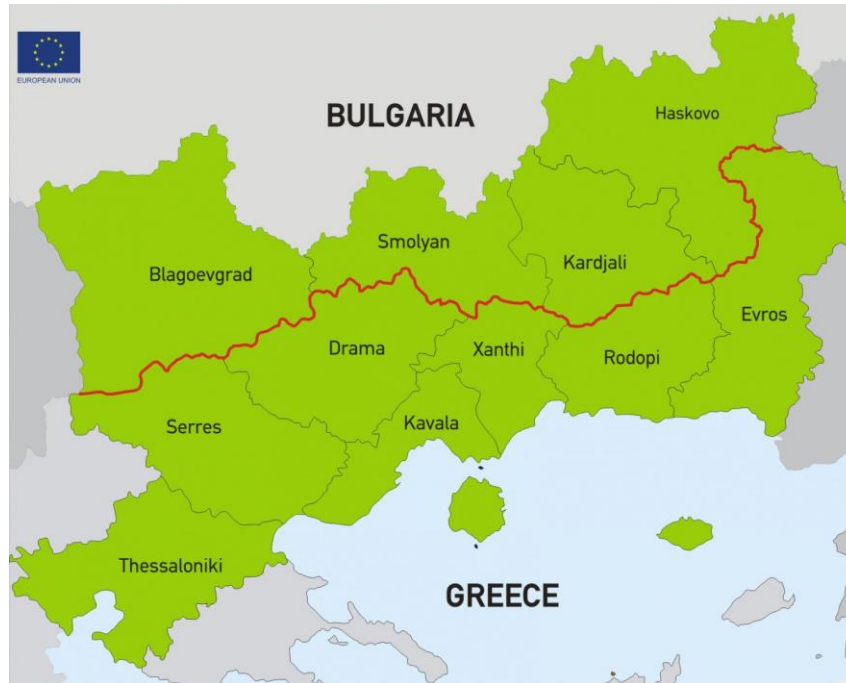 EUROPEAN UNION
BULGARIA
Haskovo
Smolyan
Blagoevgrad
Kardjali
Evros
Drama
Xanthi
Rodopi
Serres
Kavala
Thessaloniki
GREECE